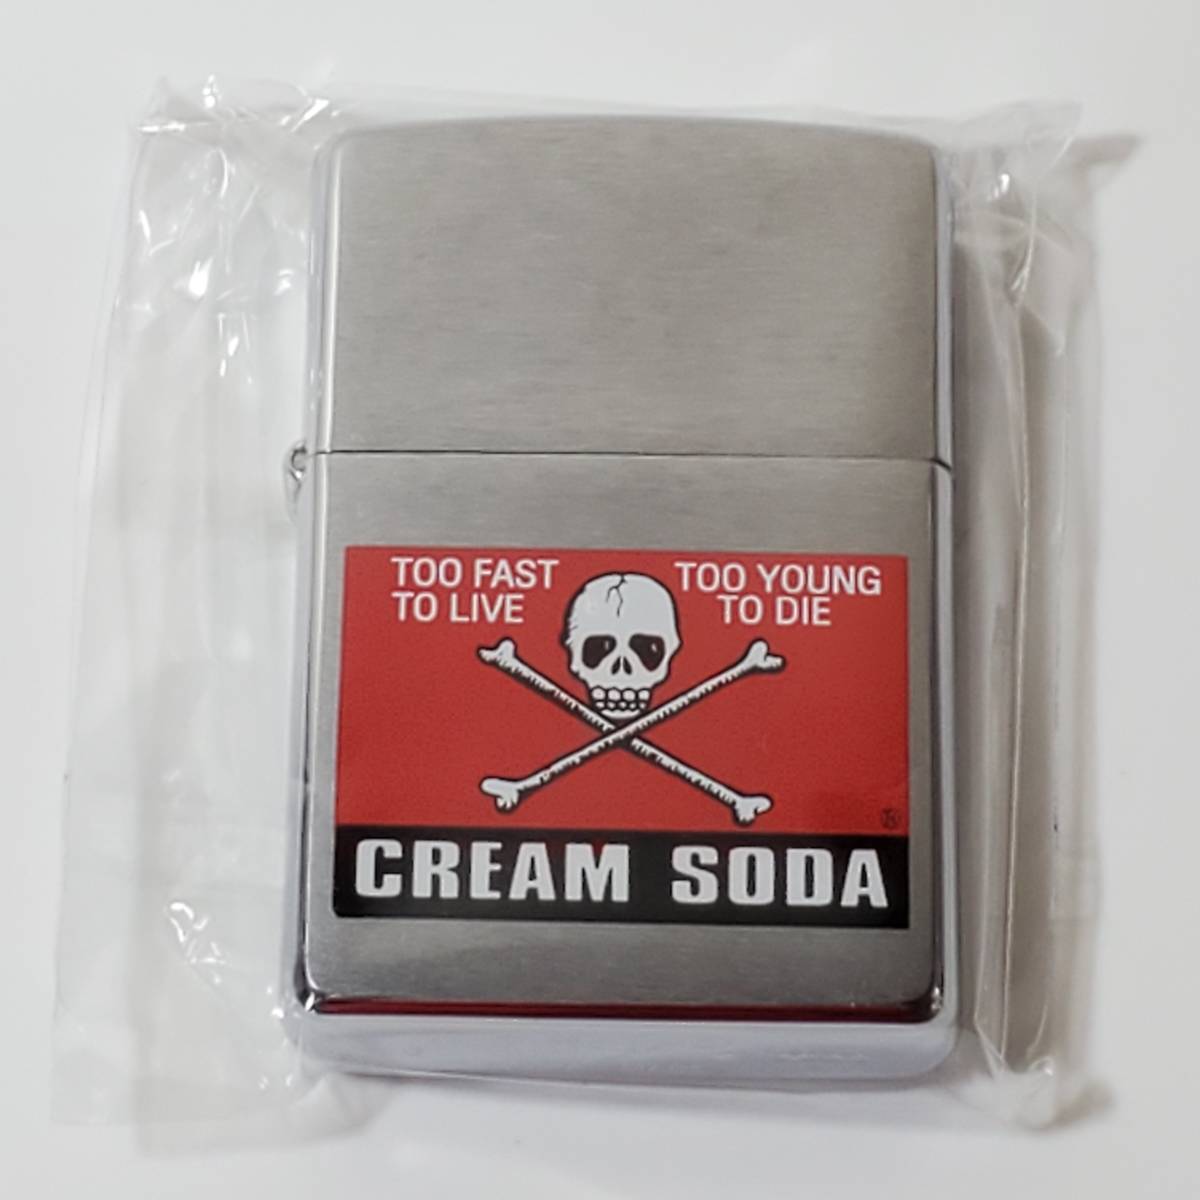 TOO FAST
TO LIVE
TOO YOUNG
TO DIE
CREAM SODA